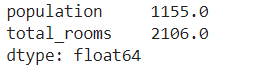 population     1155.0
total_rooms    2106.0
dtype: float64